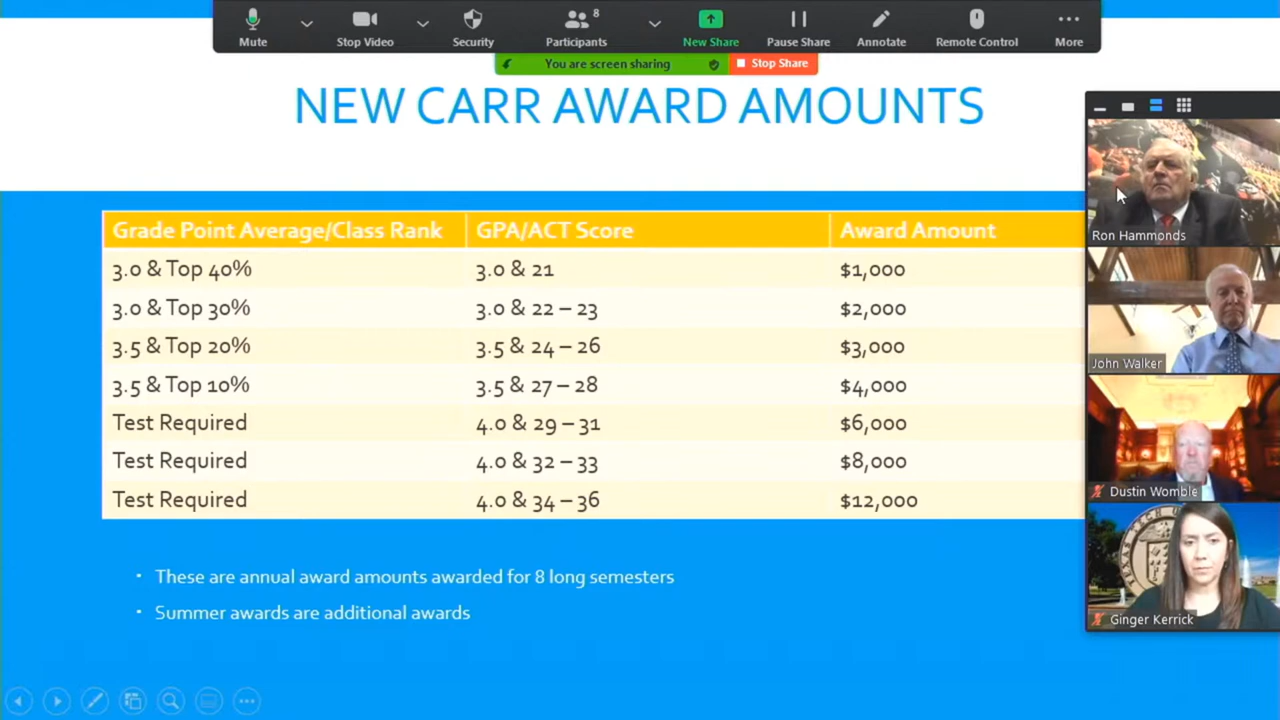 8
Mute
Stop Video
Security
Participants
New Share
Pause Share
Annotate
Remote Control
More
You are screen sharing
Stop Share
NEW CARR AWARD AMOUNTS
Grade Point Average/Class Rank GPA/ACT Score Award Amount
3.0 & Top 40% 3.0 & 21 $1,000
3.0 & Top 30% 3.0 & 22 – 23 $2,000
3.5 & Top 20% 3.5 & 24 – 26 $3,000
3.5 & Top 10% 3.5 & 27 – 28 $4,000
Test Required 4.0 & 29 – 31 $6,000
Test Required 4.0 & 32 – 33 $8,000
Test Required 4.0 & 34 – 36 $12,000
• These are annual award amounts awarded for 8 long semesters
• Summer awards are additional awards
Ron Hammonds
John Walker
Dustin Womble
Ginger Kerrick